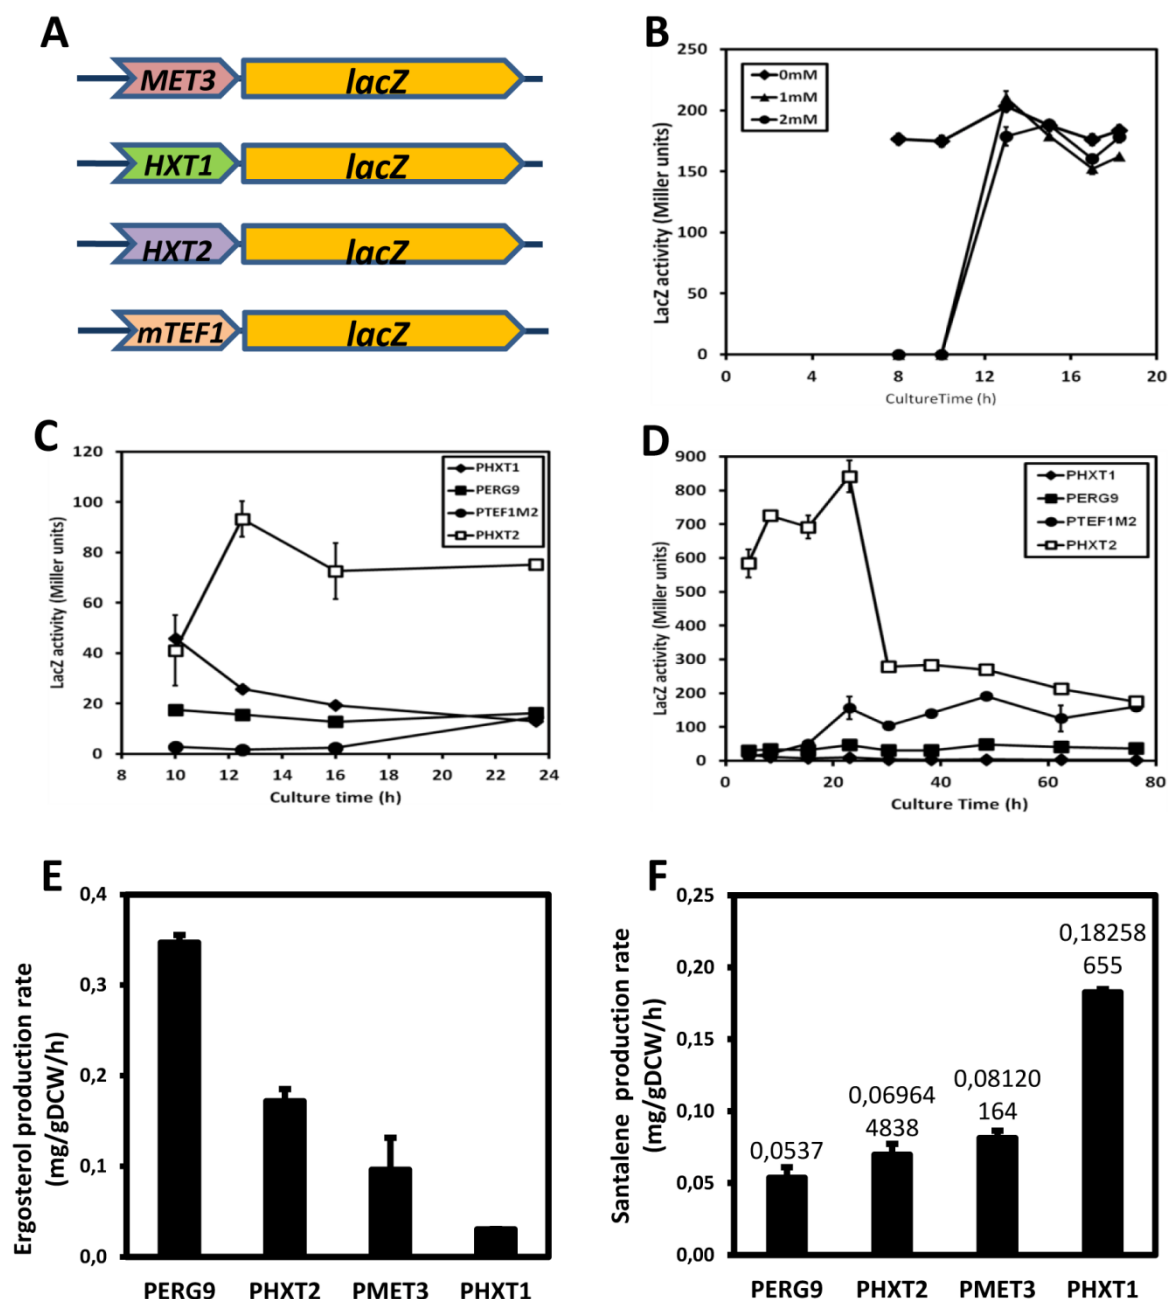 A
MET3 lacZ
HXT1 lacZ
HXT2 lacZ
mTEF1 lacZ
B
LacZ activity (Miller units)
250
200
150
100
50
0
0mM
1mM
2mM
0 4 8 12 16 20
CultureTime (h)
C
LacZ activity (Miller units)
120
100
80
60
40
20
0
PHXT1
PERG9
PTEF1M2
PHXT2
8 10 12 14 16 18 20 22 24
Culture time (h)
D
LacZ activity (Miller units)
900
800
700
600
500
400
300
200
100
0
PHXT1
PERG9
PTEF1M2
PHXT2
0 20 40 60 80
Culture Time (h)
E
Ergosterol production rate
(mg/gDCW/h)
0,4
0,3
0,2
0,1
0,0
PERG9 PHXT2 PMET3 PHXT1
F
Santalene production rate
(mg/gDCW/h)
0,25
0,20
0,15
0,10
0,05
0,00
0,0537
0,06964
4838
0,08120
164
0,18258
655
PERG9 PHXT2 PMET3 PHXT1